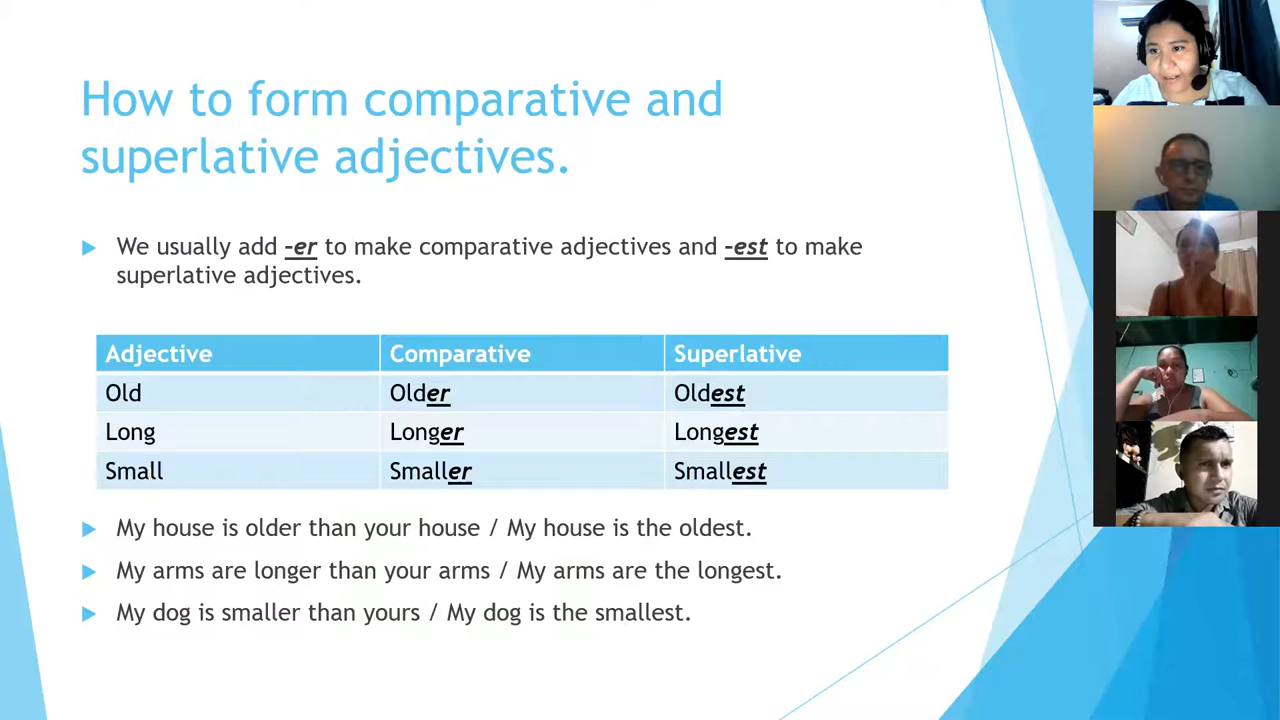 How to form comparative and
superlative adjectives.
We usually add -er to make comparative adjectives and -est to make
superlative adjectives.
Adjective Comparative Superlative
Old Older Oldest
Long Longer Longest
Small Smaller Smallest
My house is older than your house / My house is the oldest.
My arms are longer than your arms / My arms are the longest.
My dog is smaller than yours / My dog is the smallest.